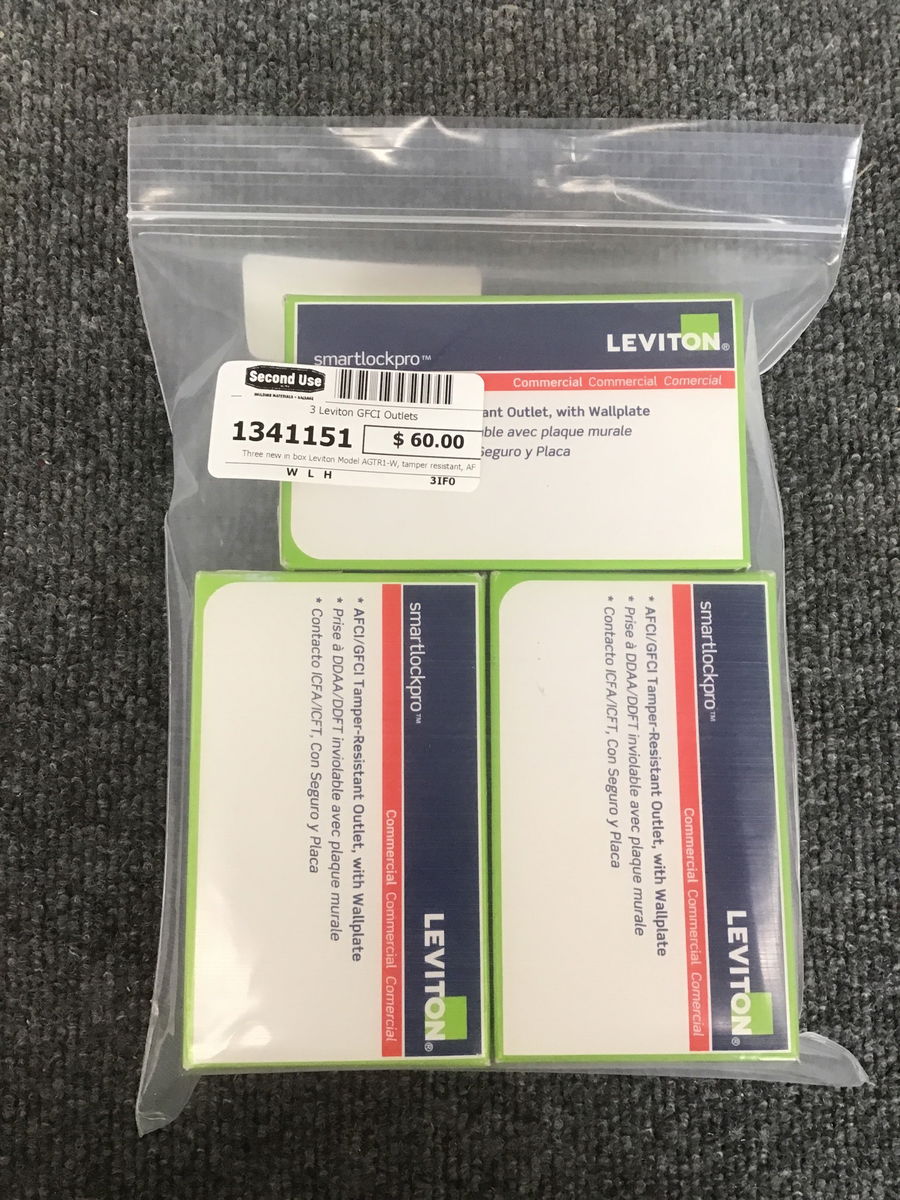 LEVITON®
smartlockpro™
Commercial Commercial Comercial
ant Outlet, with Wallplate
ble avec plaque murale
Seguro y Placa
Second Use
BUILDING MATERIALS • SALVAGE
3 Leviton GFCI Outlets
1341151
$ 60.00
Three new in box Leviton Model AGTR1-W, tamper resistant, AF
W L H
3IF0
smartlockpro™
LEVITON®
Commercial Commercial Comercial
* AFCI/GFCI Tamper-Resistant Outlet, with Wallplate
* Prise à DDAA/DDFT inviolable avec plaque murale
* Contacto ICFA/ICFT, Con Seguro y Placa
smartlockpro™
LEVITON®
Commercial Commercial Comercial
* AFCI/GFCI Tamper-Resistant Outlet, with Wallplate
* Prise à DDAA/DDFT inviolable avec plaque murale
* Contacto ICFA/ICFT, Con Seguro y Placa